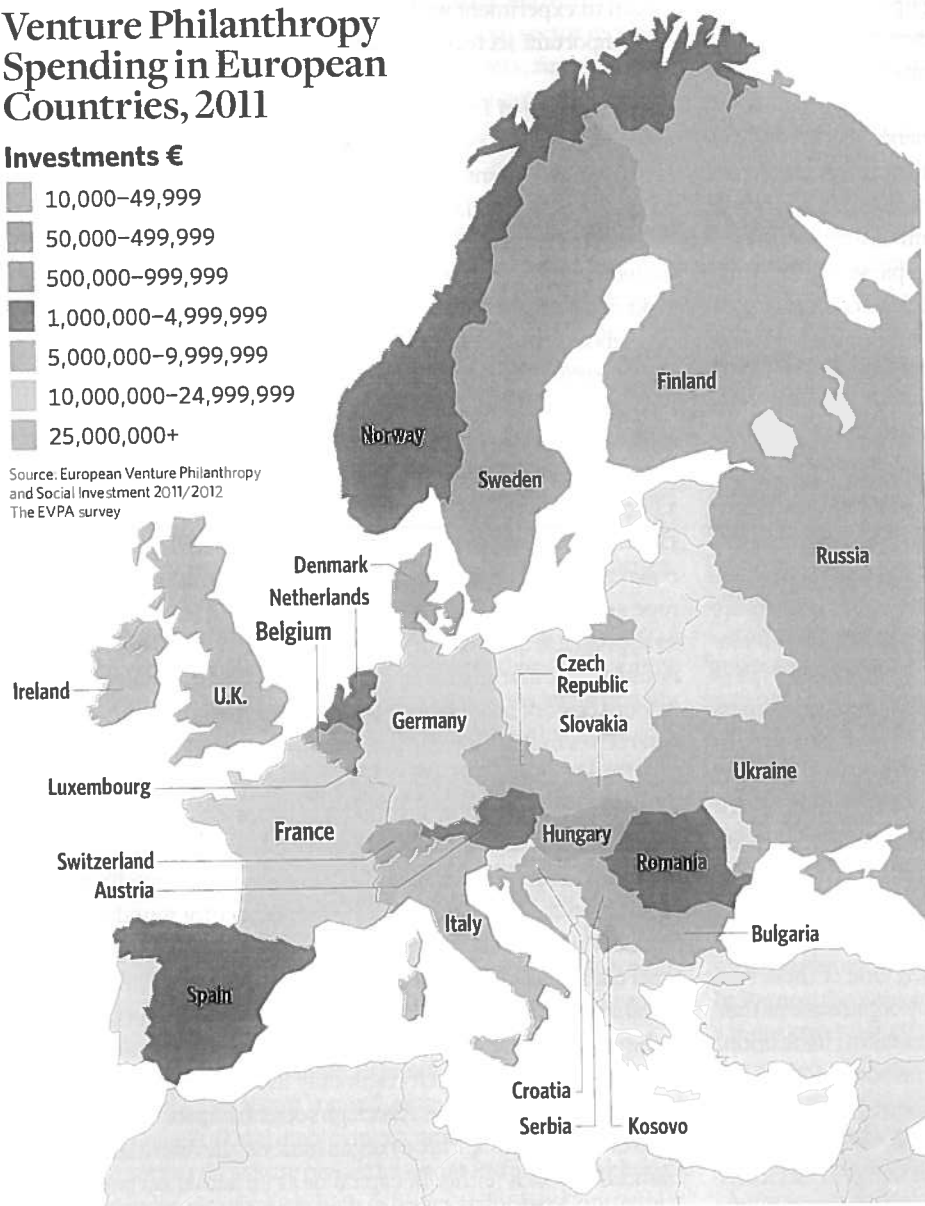 Venture Philanthropy
Spending in European
Countries, 2011
Investments €
10,000–49,999
50,000–499,999
500,000–999,999
1,000,000–4,999,999
5,000,000–9,999,999
10,000,000–24,999,999
25,000,000+
Source: European Venture Philanthropy
and Social Investment 2011/2012
The EVPA survey
Finland
Norway
Sweden
Russia
Denmark
Netherlands
Belgium
Czech
Republic
Ireland
U.K.
Germany
Slovakia
Ukraine
Luxembourg
France
Hungary
Romania
Switzerland
Austria
Italy
Bulgaria
Spain
Croatia
Serbia
Kosovo